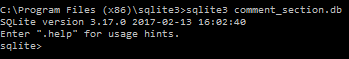 C:\Program Files (x86)\sqlite3>sqlite3 comment_section.db
SQLite version 3.17.0 2017-02-13 16:02:40
Enter ".help" for usage hints.
sqlite>